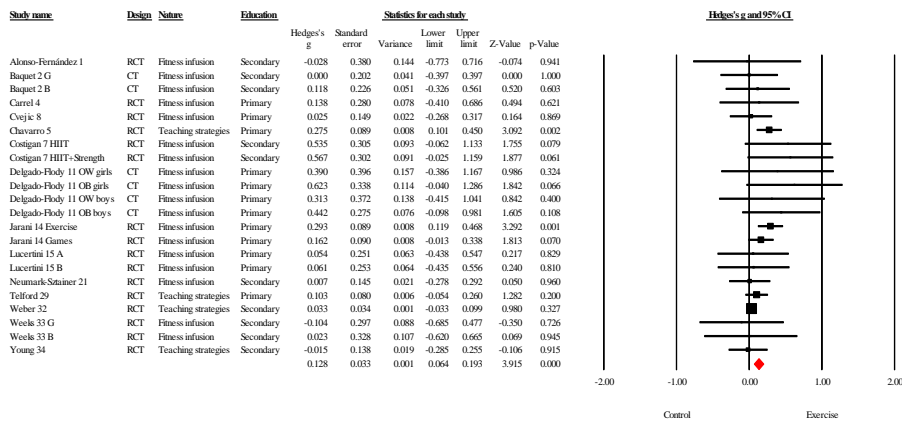 Study name Design Nature Education Statistics for each study Hedges's g and 95% CI
Hedges's Standard Lower Upper
g error Variance limit limit Z-Value p-Value
Alonso-Fernández 1 RCT Fitness infusion Secondary -0.028 0.380 0.144 -0.773 0.716 -0.074 0.941
Baquet 2 G CT Fitness infusion Secondary 0.000 0.202 0.041 -0.397 0.397 0.000 1.000
Baquet 2 B CT Fitness infusion Secondary 0.118 0.226 0.051 -0.326 0.561 0.520 0.603
Carrel 4 RCT Fitness infusion Primary 0.138 0.280 0.078 -0.410 0.686 0.494 0.621
Cvejic 8 RCT Fitness infusion Primary 0.025 0.149 0.022 -0.268 0.317 0.164 0.869
Chavarro 5 RCT Teaching strategies Primary 0.275 0.089 0.008 0.101 0.450 3.092 0.002
Costigan 7 HIIT RCT Fitness infusion Secondary 0.535 0.305 0.093 -0.062 1.133 1.755 0.079
Costigan 7 HIIT+Strength RCT Fitness infusion Secondary 0.567 0.302 0.091 -0.025 1.159 1.877 0.061
Delgado-Flody 11 OW girls CT Fitness infusion Primary 0.390 0.396 0.157 -0.386 1.167 0.986 0.324
Delgado-Flody 11 OB girls CT Fitness infusion Primary 0.623 0.338 0.114 -0.040 1.286 1.842 0.066
Delgado-Flody 11 OW boys CT Fitness infusion Primary 0.313 0.372 0.138 -0.415 1.041 0.842 0.400
Delgado-Flody 11 OB boys CT Fitness infusion Primary 0.442 0.275 0.076 -0.098 0.981 1.605 0.108
Jarani 14 Exercise RCT Fitness infusion Primary 0.293 0.089 0.008 0.119 0.468 3.292 0.001
Jarani 14 Games RCT Fitness infusion Primary 0.162 0.090 0.008 -0.013 0.338 1.813 0.070
Lucertini 15 A RCT Fitness infusion Primary 0.054 0.251 0.063 -0.438 0.547 0.217 0.829
Lucertini 15 B RCT Fitness infusion Primary 0.061 0.253 0.064 -0.435 0.556 0.240 0.810
Neumark-Sztainer 21 RCT Fitness infusion Secondary 0.007 0.145 0.021 -0.278 0.292 0.050 0.960
Telford 29 RCT Teaching strategies Primary 0.103 0.080 0.006 -0.054 0.260 1.282 0.200
Weber 32 RCT Teaching strategies Secondary 0.033 0.034 0.001 -0.033 0.099 0.980 0.327
Weeks 33 G RCT Fitness infusion Secondary -0.104 0.297 0.088 -0.685 0.477 -0.350 0.726
Weeks 33 B RCT Fitness infusion Secondary 0.023 0.328 0.107 -0.620 0.665 0.069 0.945
Young 34 RCT Teaching strategies Secondary -0.015 0.138 0.019 -0.285 0.255 -0.106 0.915
0.128 0.033 0.001 0.064 0.193 3.915 0.000
-2.00 -1.00 0.00 1.00 2.00
Control Exercise